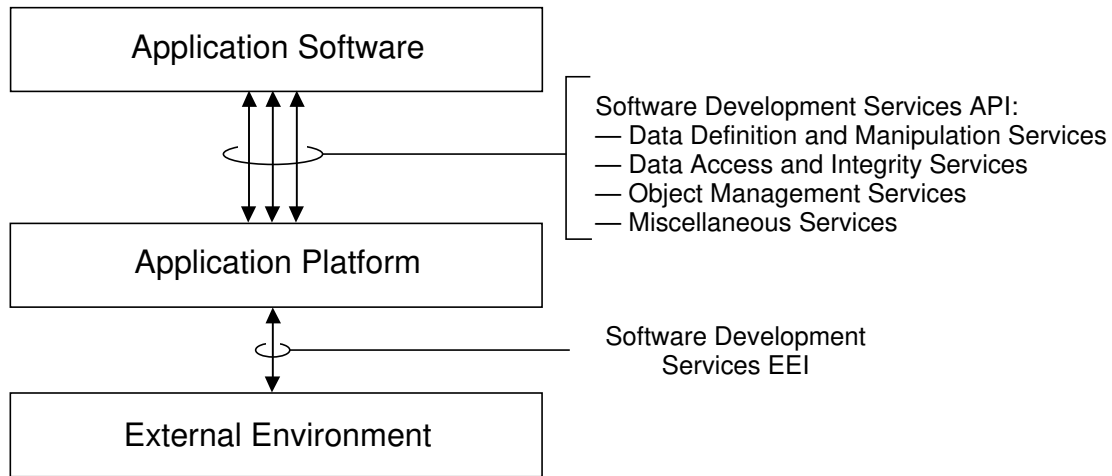 Application Software
Software Development Services API:
— Data Definition and Manipulation Services
— Data Access and Integrity Services
— Object Management Services
— Miscellaneous Services
Application Platform
Software Development
Services EEI
External Environment